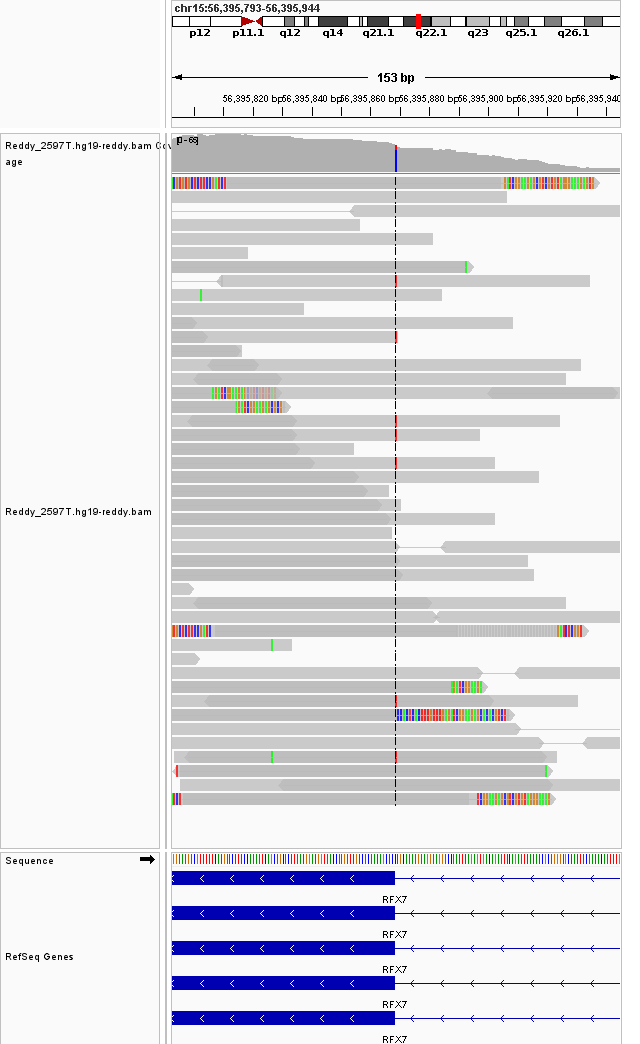 chr15:56,395,793-56,395,944
p12 p11.1 q12 q14 q21.1 q22.1 q23 q25.1 q26.1
153 bp
56,395,820 bp 56,395,840 bp 56,395,860 bp 56,395,880 bp 56,395,900 bp 56,395,920 bp 56,395,940
Reddy_2597T.hg19-reddy.bam Cov
age
Reddy_2597T.hg19-reddy.bam
Sequence
RefSeq Genes
RFX7
RFX7
RFX7
RFX7
RFX7